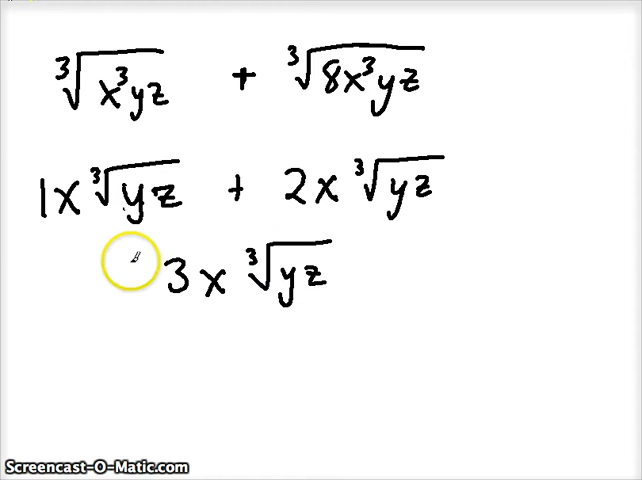 ∛(x³yz) + ∛(8x³yz)
1x ∛(yz) + 2x ∛(yz)
3x ∛(yz)
Screencast-O-Matic.com